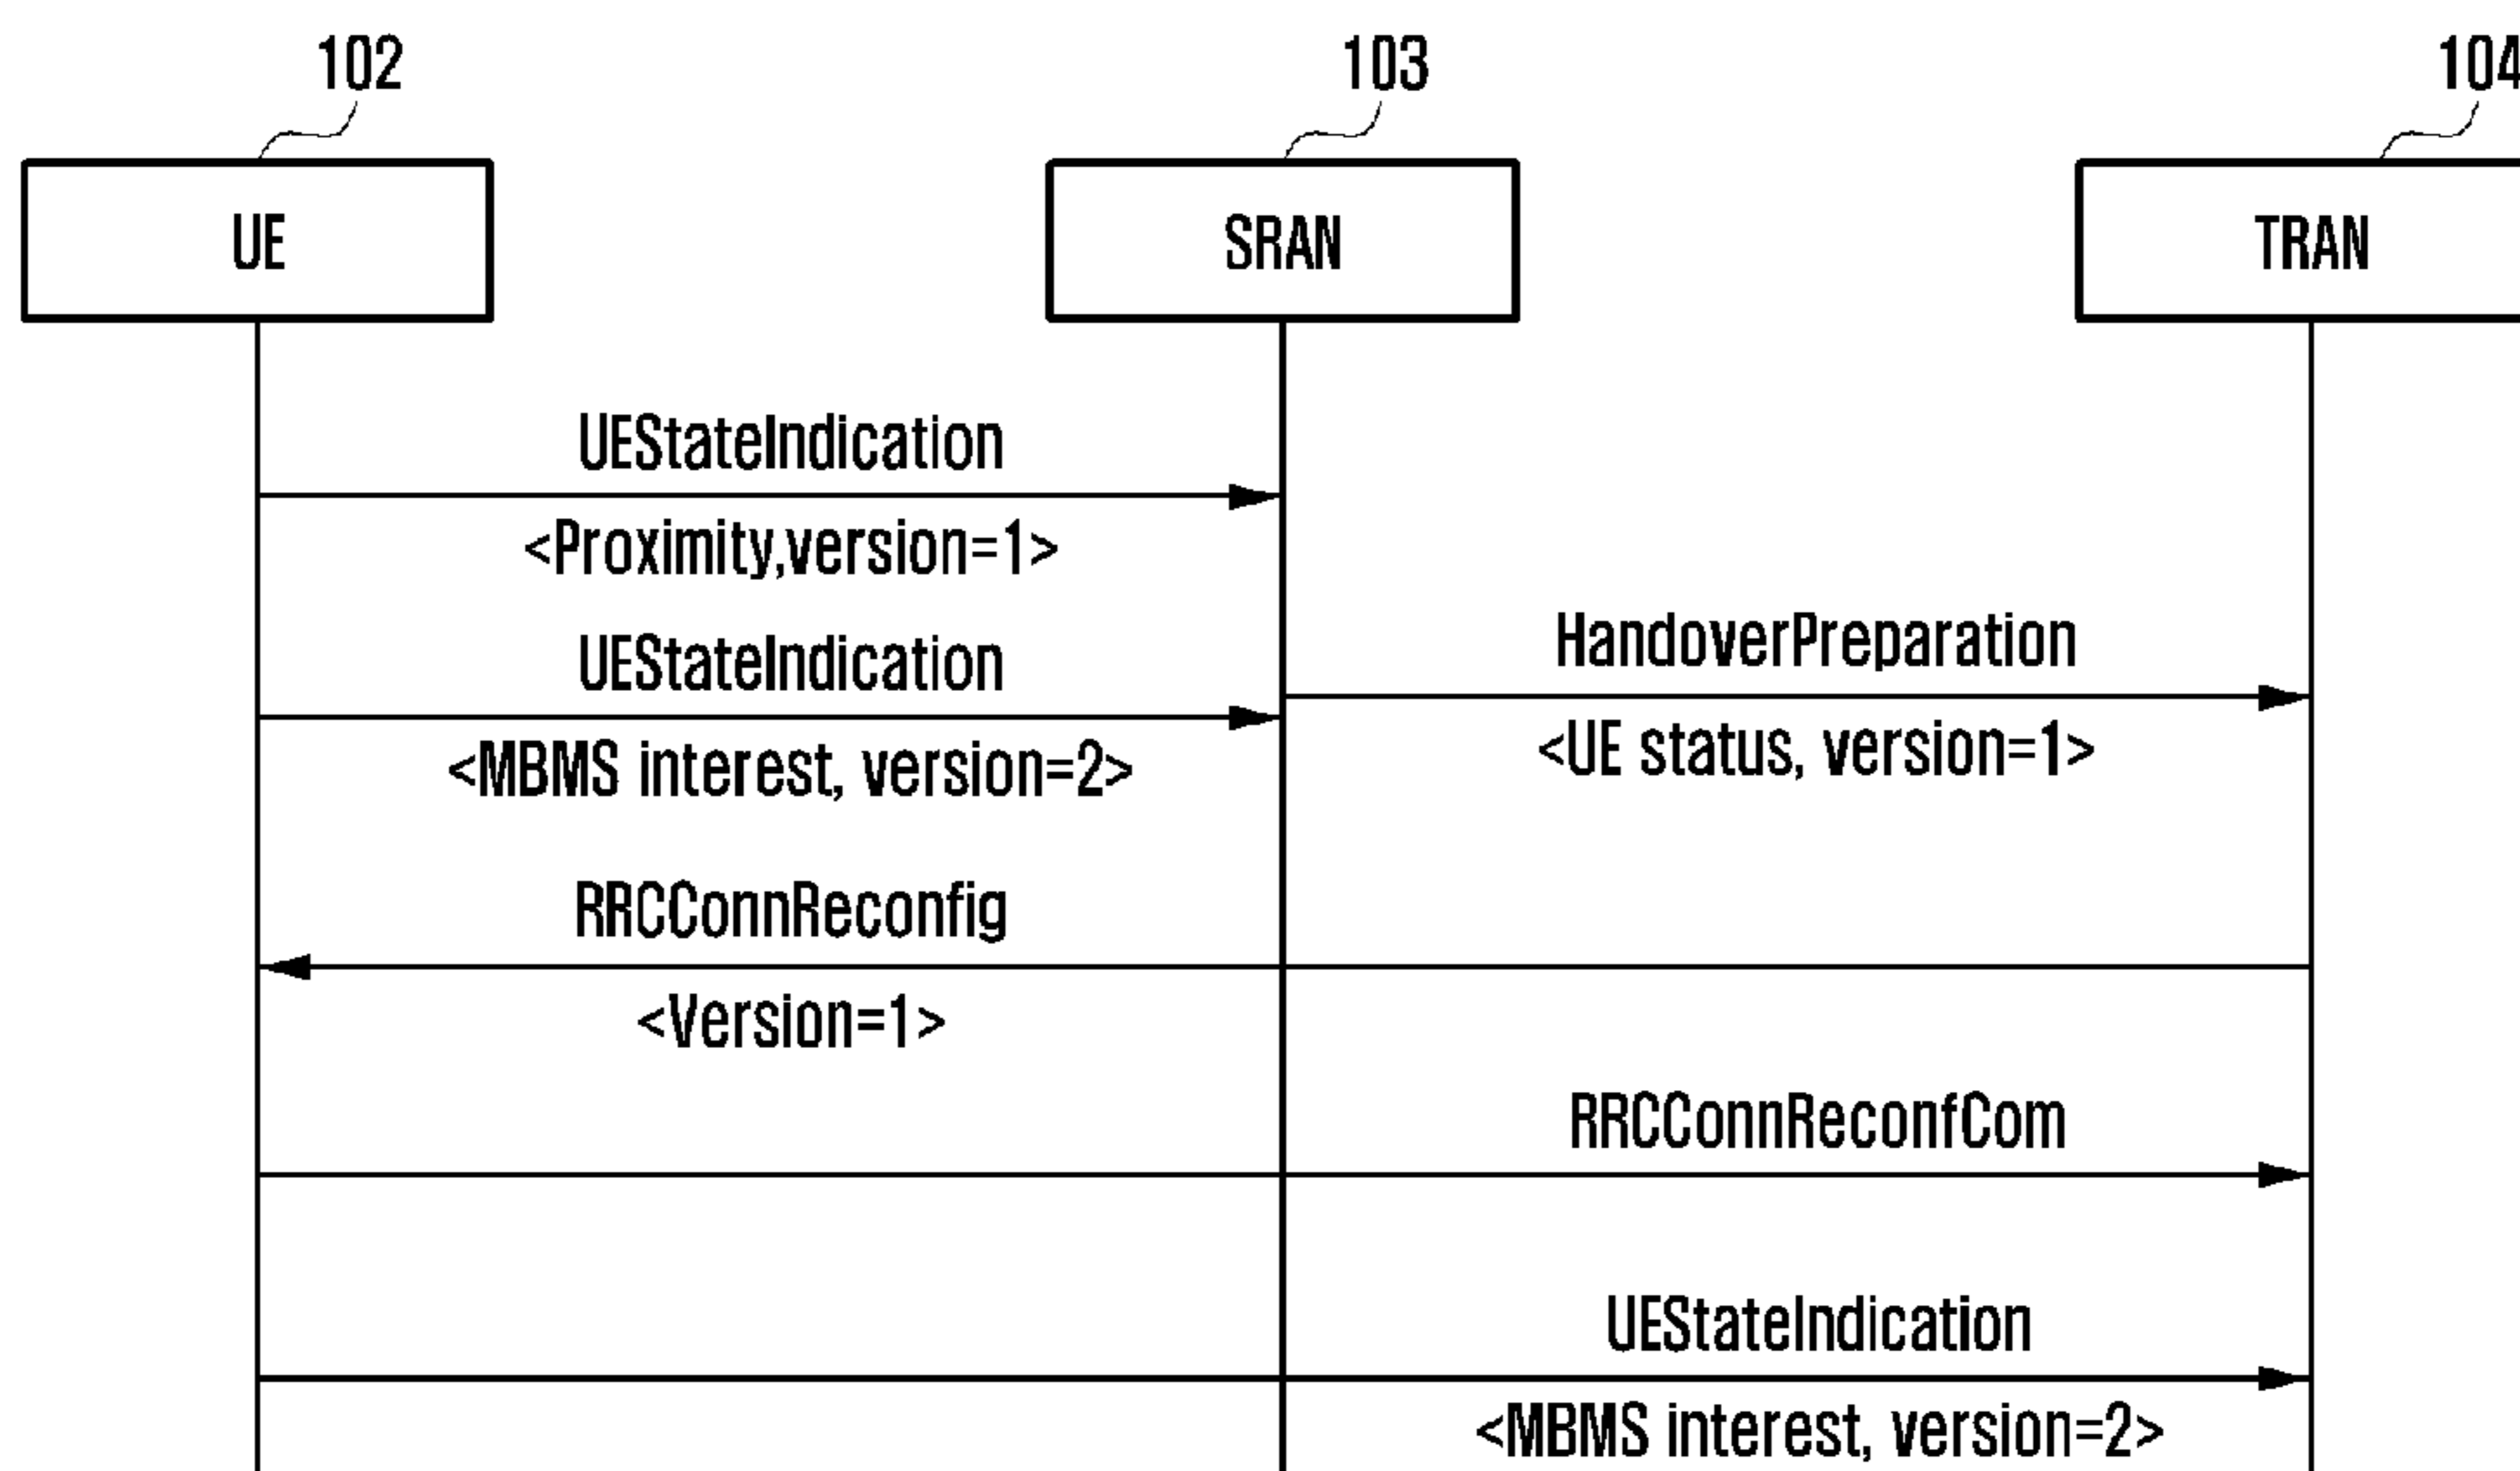 102
103
104
UE
SRAN
TRAN
UEStateIndication
<Proximity,version=1>
UEStateIndication
<MBMS interest, version=2>
HandoverPreparation
<UE status, version=1>
RRCConnReconfig
<Version=1>
RRCConnReconfCom
UEStateIndication
<MBMS interest, version=2>